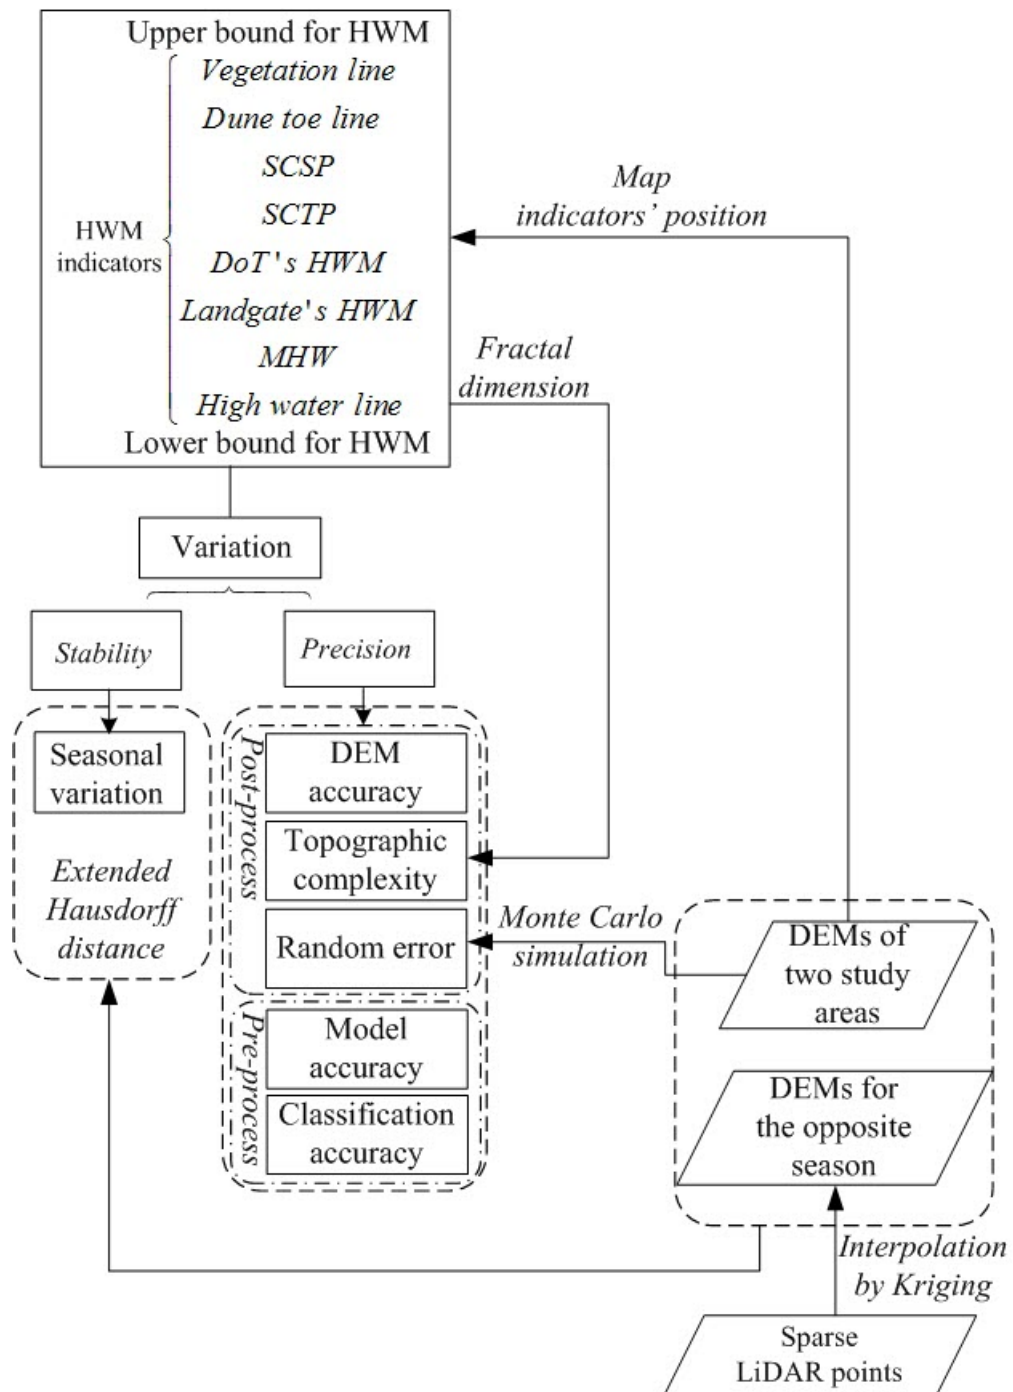 Upper bound for HWM
Vegetation line
Dune toe line
SCSP
SCTP
HWM
indicators
DoT's HWM
Landgate's HWM
MHW
High water line
Lower bound for HWM
Map
indicators' position
Fractal
dimension
Variation
Stability
Precision
Seasonal
variation
Extended
Hausdorff
distance
Post-process
DEM
accuracy
Topographic
complexity
Random error
Pre-process
Model
accuracy
Classification
accuracy
Monte Carlo
simulation
DEMs of
two study
areas
DEMs for
the opposite
season
Interpolation
by Kriging
Sparse
LiDAR points